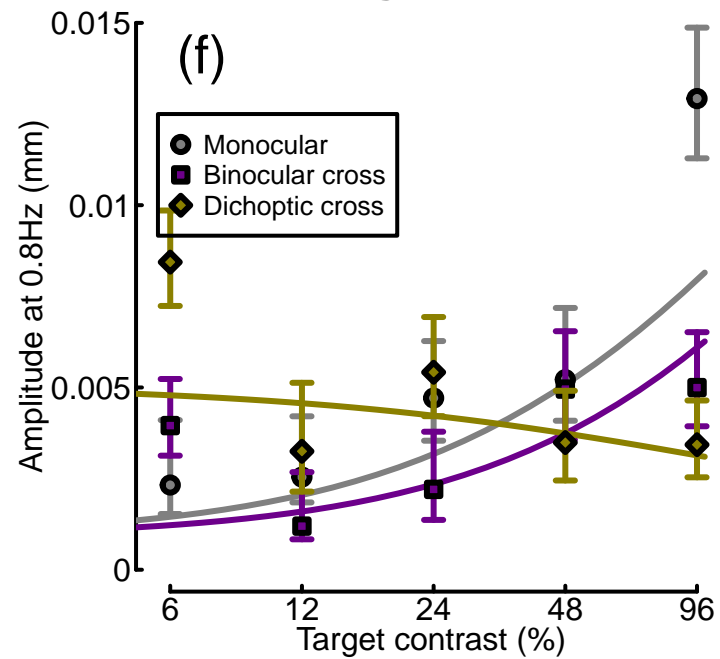 0.015
(f)
Monocular
Binocular cross
Dichoptic cross
0.01
0.005
0
Amplitude at 0.8Hz (mm)
6 12 24 48 96
Target contrast (%)